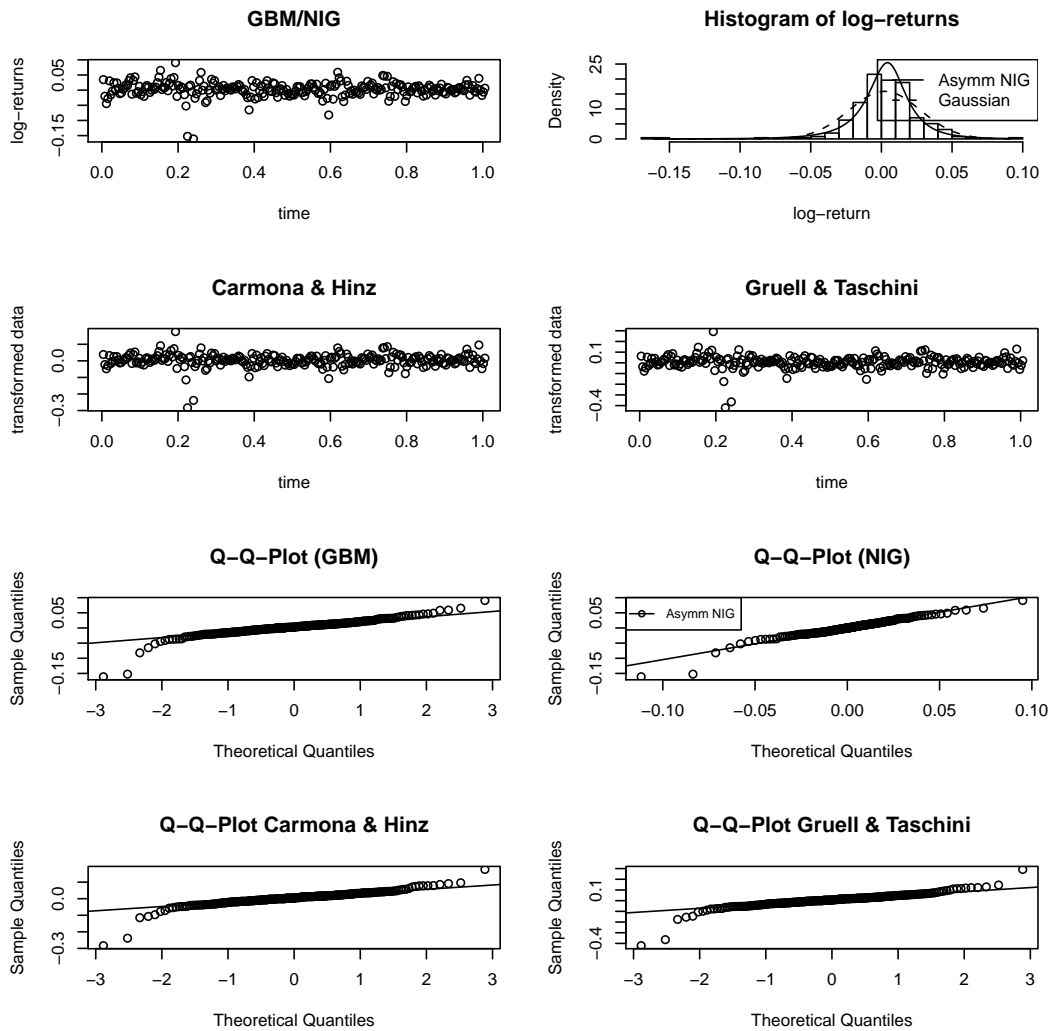 GBM/NIG
log−returns
0.05
−0.15
0.0 0.2 0.4 0.6 0.8 1.0
time
Histogram of log−returns
Density
25
10
0
Asymm NIG
Gaussian
−0.15 −0.10 −0.05 0.00 0.05 0.10
log−return
Carmona & Hinz
transformed data
0.0
−0.3
0.0 0.2 0.4 0.6 0.8 1.0
time
Gruell & Taschini
transformed data
0.1
−0.4
0.0 0.2 0.4 0.6 0.8 1.0
time
Q−Q−Plot (GBM)
Sample Quantiles
0.05
−0.15
−3 −2 −1 0 1 2 3
Theoretical Quantiles
Q−Q−Plot (NIG)
Sample Quantiles
0.05
−0.15
Asymm NIG
−0.10 −0.05 0.00 0.05 0.10
Theoretical Quantiles
Q−Q−Plot Carmona & Hinz
Sample Quantiles
0.0
−0.3
−3 −2 −1 0 1 2 3
Theoretical Quantiles
Q−Q−Plot Gruell & Taschini
Sample Quantiles
0.1
−0.4
−3 −2 −1 0 1 2 3
Theoretical Quantiles